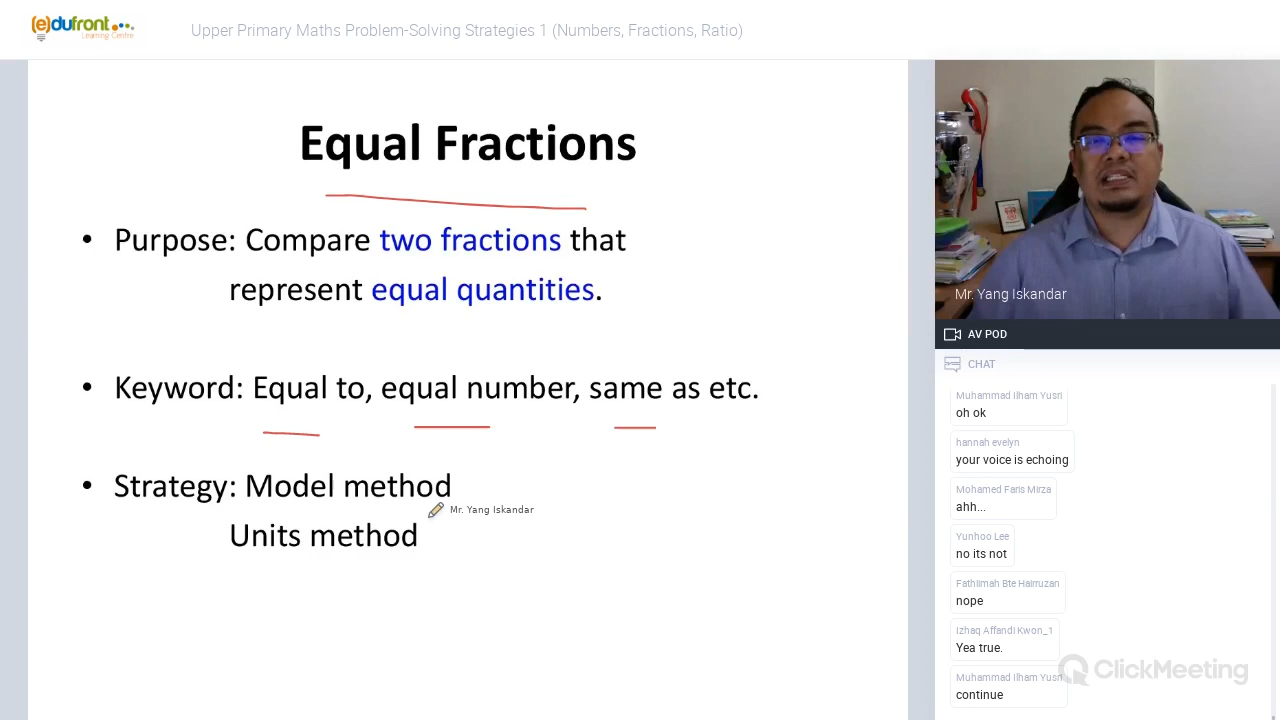 (e)dufront
Learning Centre
Upper Primary Maths Problem-Solving Strategies 1 (Numbers, Fractions, Ratio)
Equal Fractions
• Purpose: Compare two fractions that
represent equal quantities.
• Keyword: Equal to, equal number, same as etc.
• Strategy: Model method
Mr. Yang Iskandar
Units method
Mr. Yang Iskandar
AV POD
CHAT
Muhammad Ilham Yusri
oh ok
hannah evelyn
your voice is echoing
Mohamed Faris Mirza
ahh...
Yunhoo Lee
no its not
Fathlimah Bte Hairruzan
nope
Izhaq Affandi Kwon_1
Yea true.
Muhammad Ilham Yusri
continue
ClickMeeting